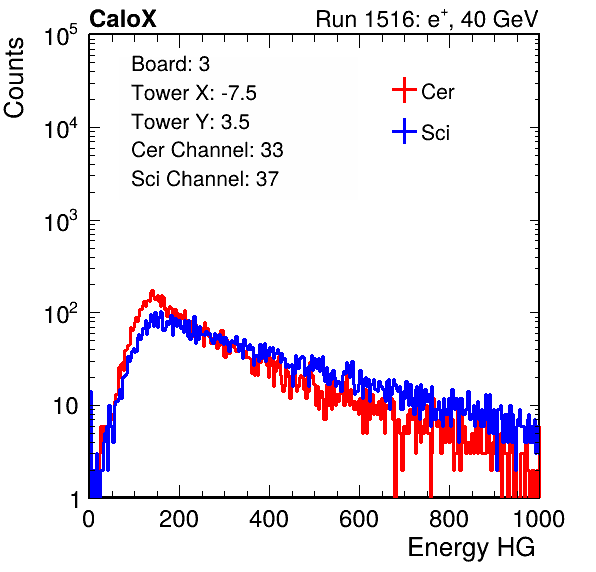 CaloX Run 1516: e⁺, 40 GeV
Counts
10⁵
10⁴
10³
10²
10
1
Board: 3
Tower X: -7.5
Tower Y: 3.5
Cer Channel: 33
Sci Channel: 37
Cer
Sci
0 200 400 600 800 1000
Energy HG